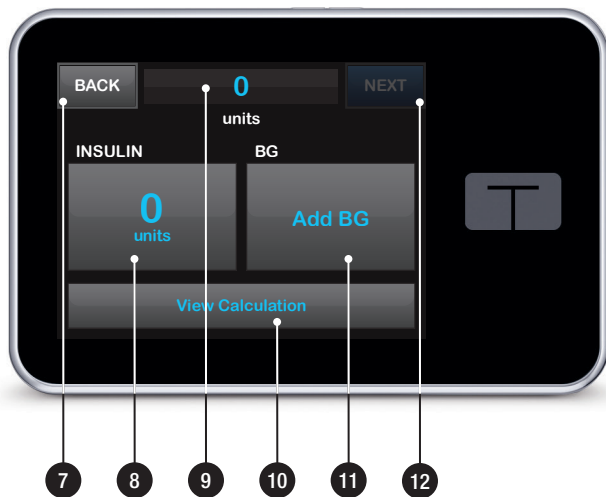 BACK
0
NEXT
units
INSULIN
BG
0
units
Add BG
View Calculation
7 8 9 10 11 12